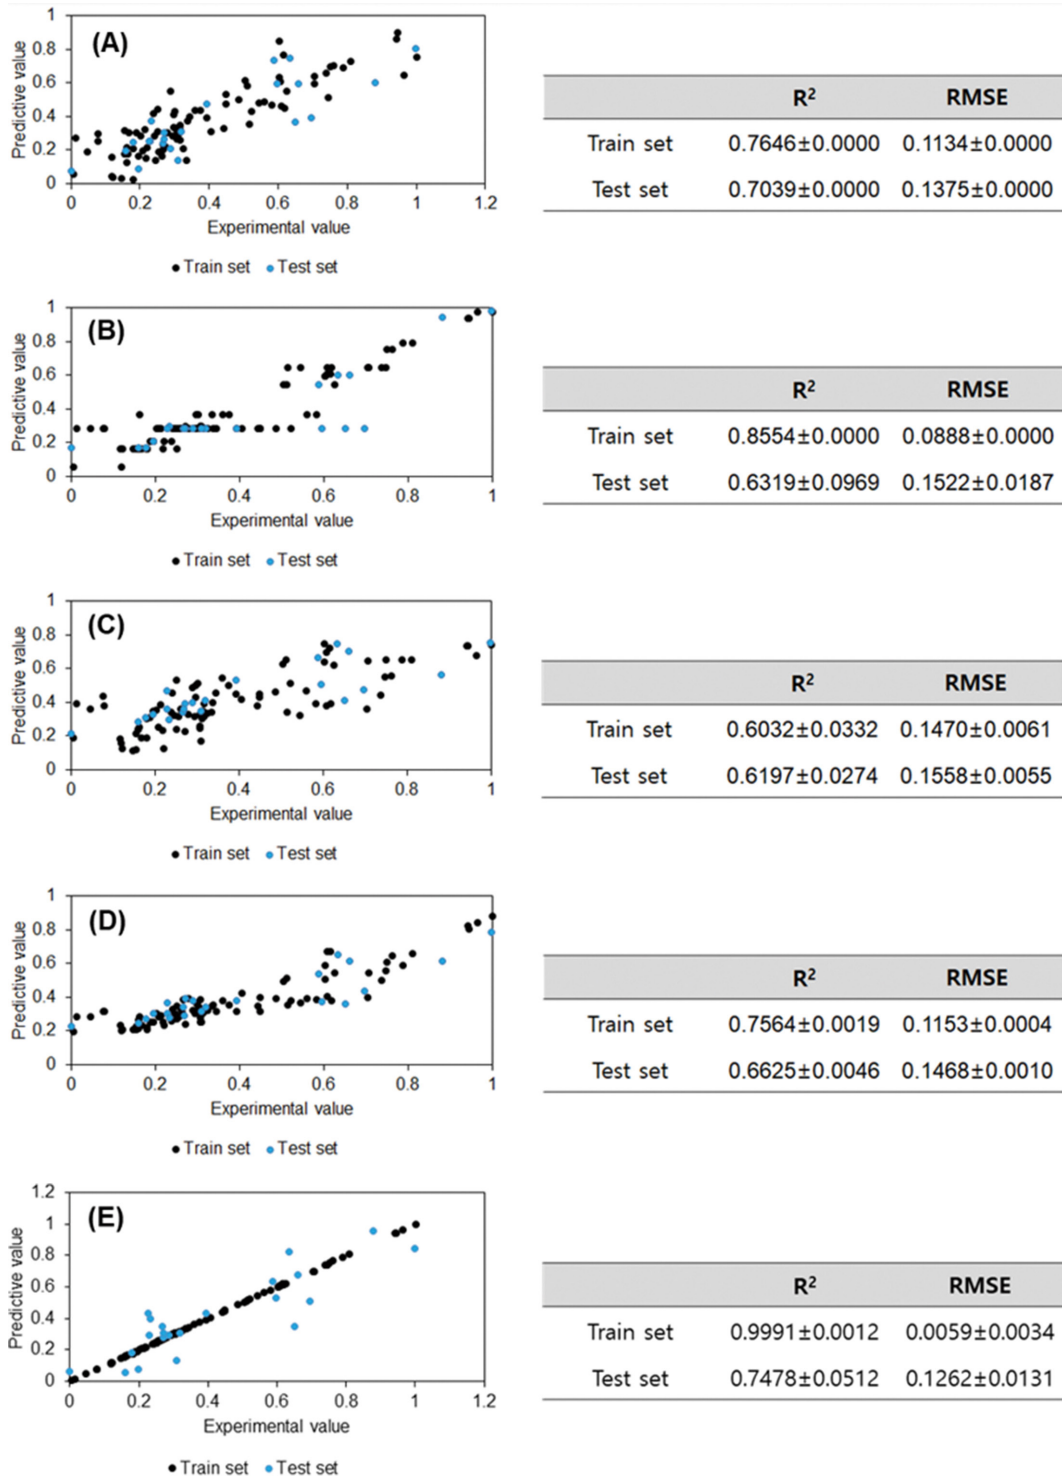 (A)
Predictive value
1
0.8
0.6
0.4
0.2
0
0 0.2 0.4 0.6 0.8 1 1.2
Experimental value
Train set Test set
R² RMSE
Train set 0.7646±0.0000 0.1134±0.0000
Test set 0.7039±0.0000 0.1375±0.0000
(B)
Predictive value
1
0.8
0.6
0.4
0.2
0
0 0.2 0.4 0.6 0.8 1
Experimental value
Train set Test set
R² RMSE
Train set 0.8554±0.0000 0.0888±0.0000
Test set 0.6319±0.0969 0.1522±0.0187
(C)
Predictive value
1
0.8
0.6
0.4
0.2
0
0 0.2 0.4 0.6 0.8 1
Experimental value
Train set Test set
R² RMSE
Train set 0.6032±0.0332 0.1470±0.0061
Test set 0.6197±0.0274 0.1558±0.0055
(D)
Predictive value
1
0.8
0.6
0.4
0.2
0
0 0.2 0.4 0.6 0.8 1
Experimental value
Train set Test set
R² RMSE
Train set 0.7564±0.0019 0.1153±0.0004
Test set 0.6625±0.0046 0.1468±0.0010
(E)
Predictive value
1.2
1
0.8
0.6
0.4
0.2
0
0 0.2 0.4 0.6 0.8 1 1.2
Experimental value
Train set Test set
R² RMSE
Train set 0.9991±0.0012 0.0059±0.0034
Test set 0.7478±0.0512 0.1262±0.0131